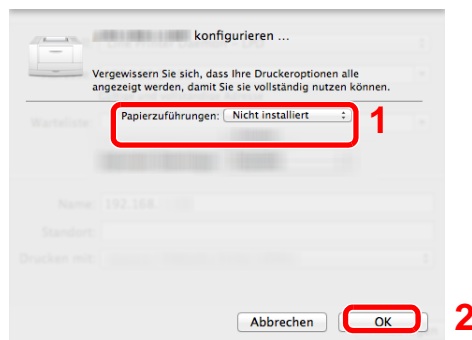 konfigurieren ...
Vergewissern Sie sich, dass Ihre Druckeroptionen alle
angezeigt werden, damit Sie sie vollständig nutzen können.
Papierzuführungen: Nicht installiert
1
Warteliste:
Name: 192.168.
Standort:
Drucken mit:
Abbrechen OK
2